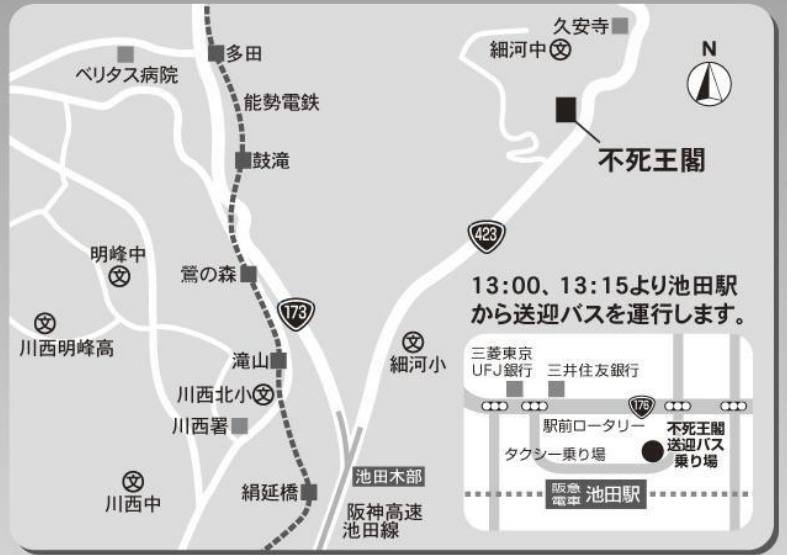 久安寺
細河中
文
多田
ベリタス病院
N
能勢電鉄
不死王閣
鼓滝
423
明峰中
文
鶯の森
13:00、13:15より池田駅
から送迎バスを運行します。
173
文
川西明峰高
文
細河小
滝山
川西北小
文
川西署
三菱東京
UFJ銀行
三井住友銀行
176
駅前ロータリー
不死王閣
送迎バス
乗り場
タクシー乗り場
阪急
電車
池田駅
文
川西中
絹延橋
池田木部
阪神高速
池田線